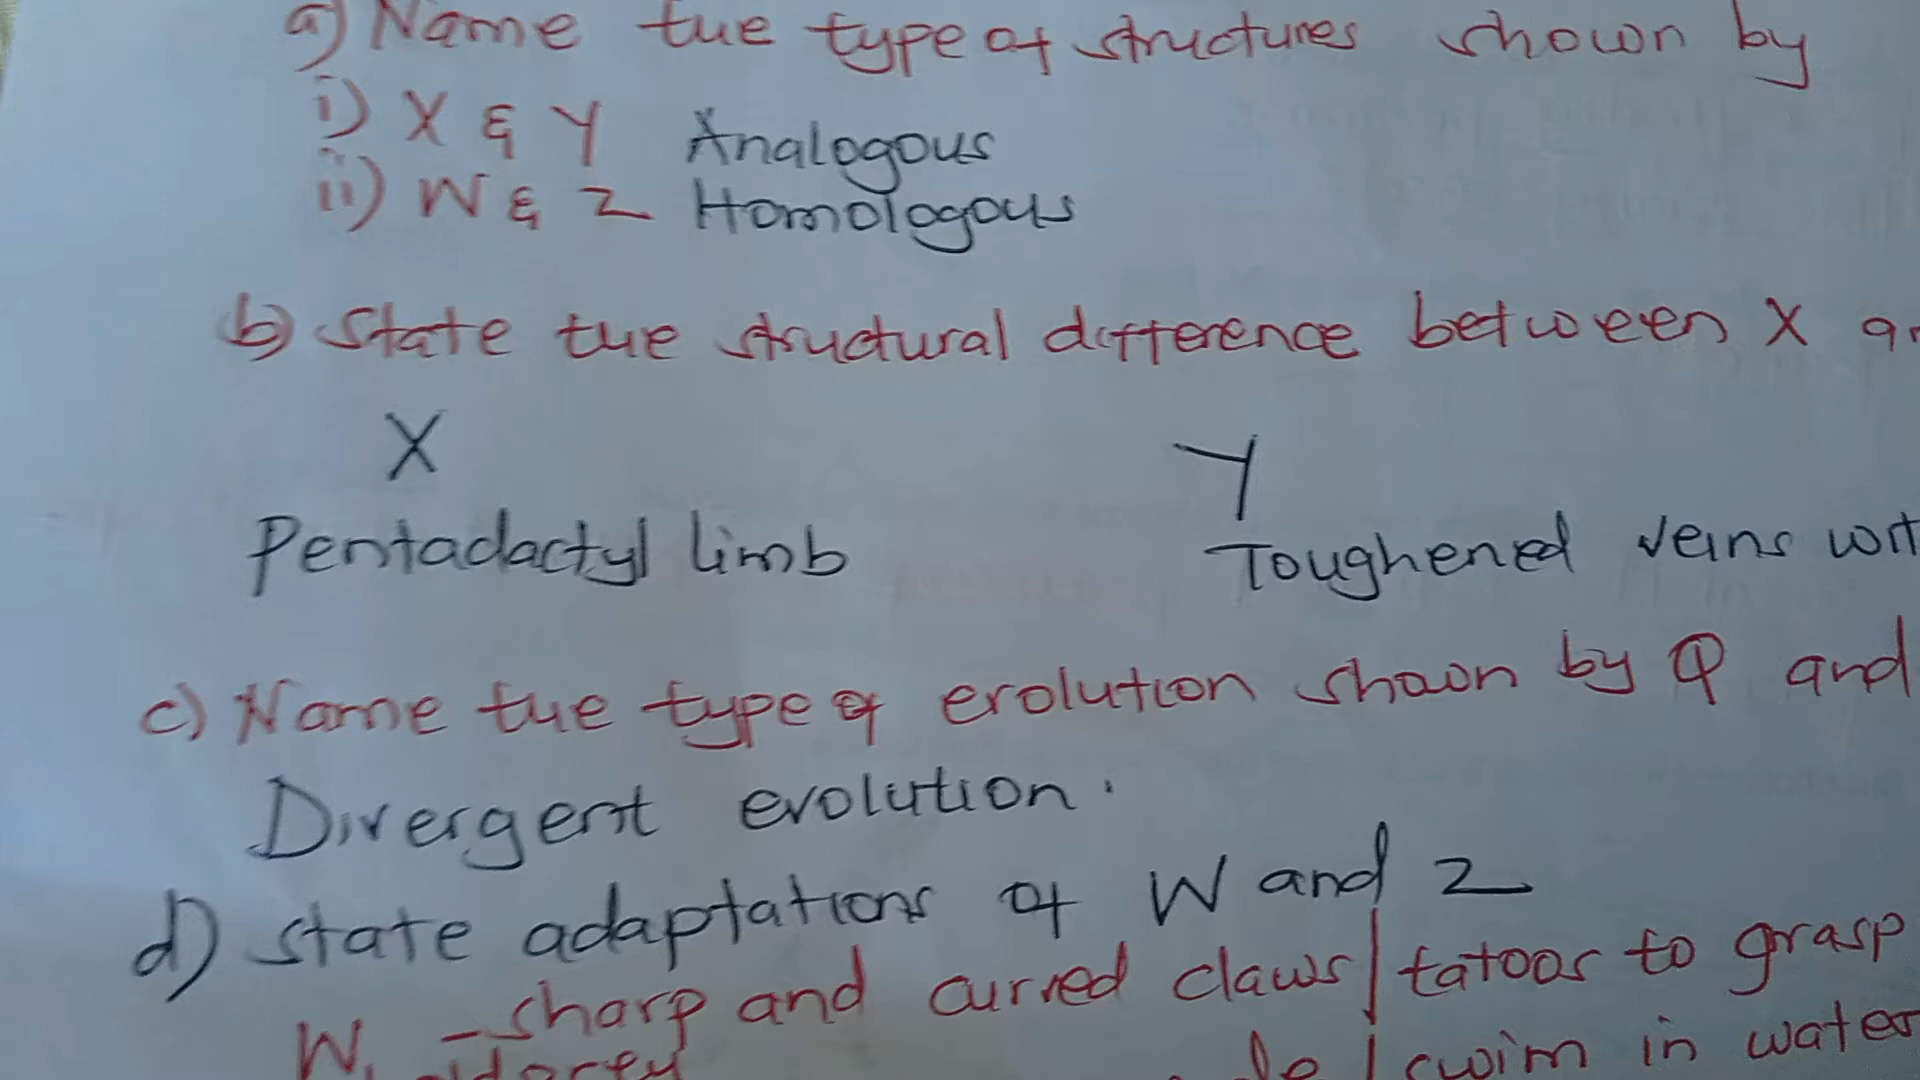 a) Name the type of structures shown by
i) X & Y Analogous
ii) W & Z Homologous
b) State the structural difference between X
X Y
Pentadactyl limb Toughened veins
c) Name the type of evolution shown by Q and
Divergent evolution.
d) State adaptations of W and Z
W - sharp and curved claws/tatoos to grasp
swim in water